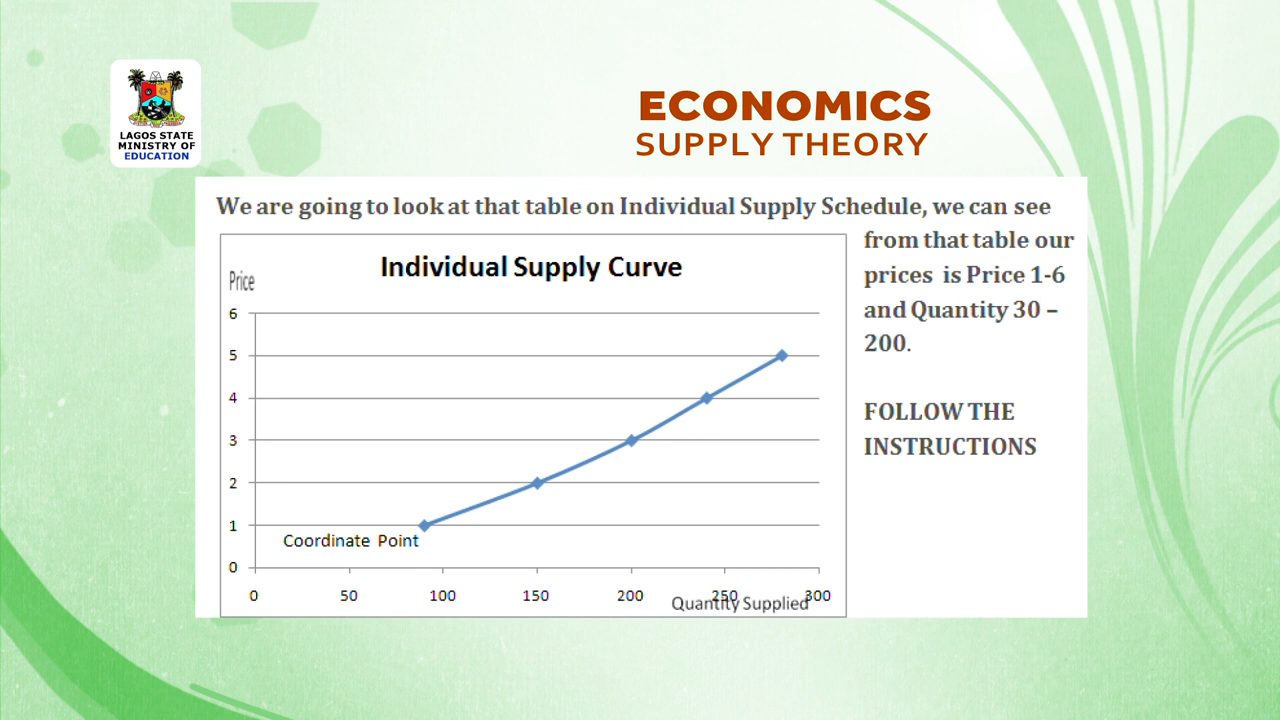 LAGOS STATE
MINISTRY OF
EDUCATION
ECONOMICS
SUPPLY THEORY
We are going to look at that table on Individual Supply Schedule, we can see
from that table our
prices is Price 1-6
and Quantity 30 –
200.
FOLLOW THE
INSTRUCTIONS
Individual Supply Curve
Price
6
5
4
3
2
1
0
Coordinate Point
0 50 100 150 200 250 300
Quantity Supplied